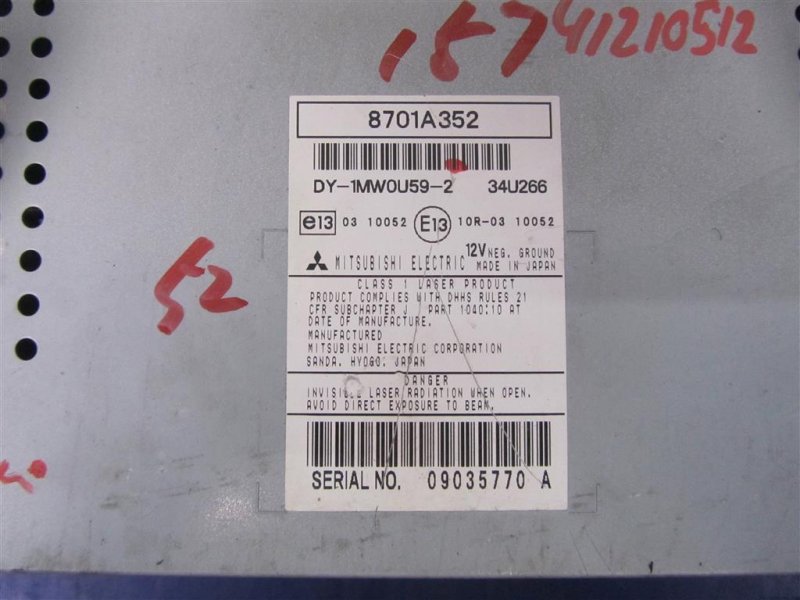 157 41210512
8701A352
DY-1MW0U59-2 34U266
e13 03 10052 E13 10R-03 10052
MITSUBISHI ELECTRIC 12V NEG. GROUND
MADE IN JAPAN
CLASS 1 LASER PRODUCT
PRODUCT COMPLIES WITH DHHS RULES 21
CFR SUBCHAPTER J, PART 1040:10 AT
DATE OF MANUFACTURE.
MANUFACTURED
MITSUBISHI ELECTRIC CORPORATION
SANDA. HYOGO. JAPAN
DANGER
INVISIBLE LASER RADIATION WHEN OPEN.
AVOID DIRECT EXPOSURE TO BEAM.
SERIAL NO. 09035770 A
52